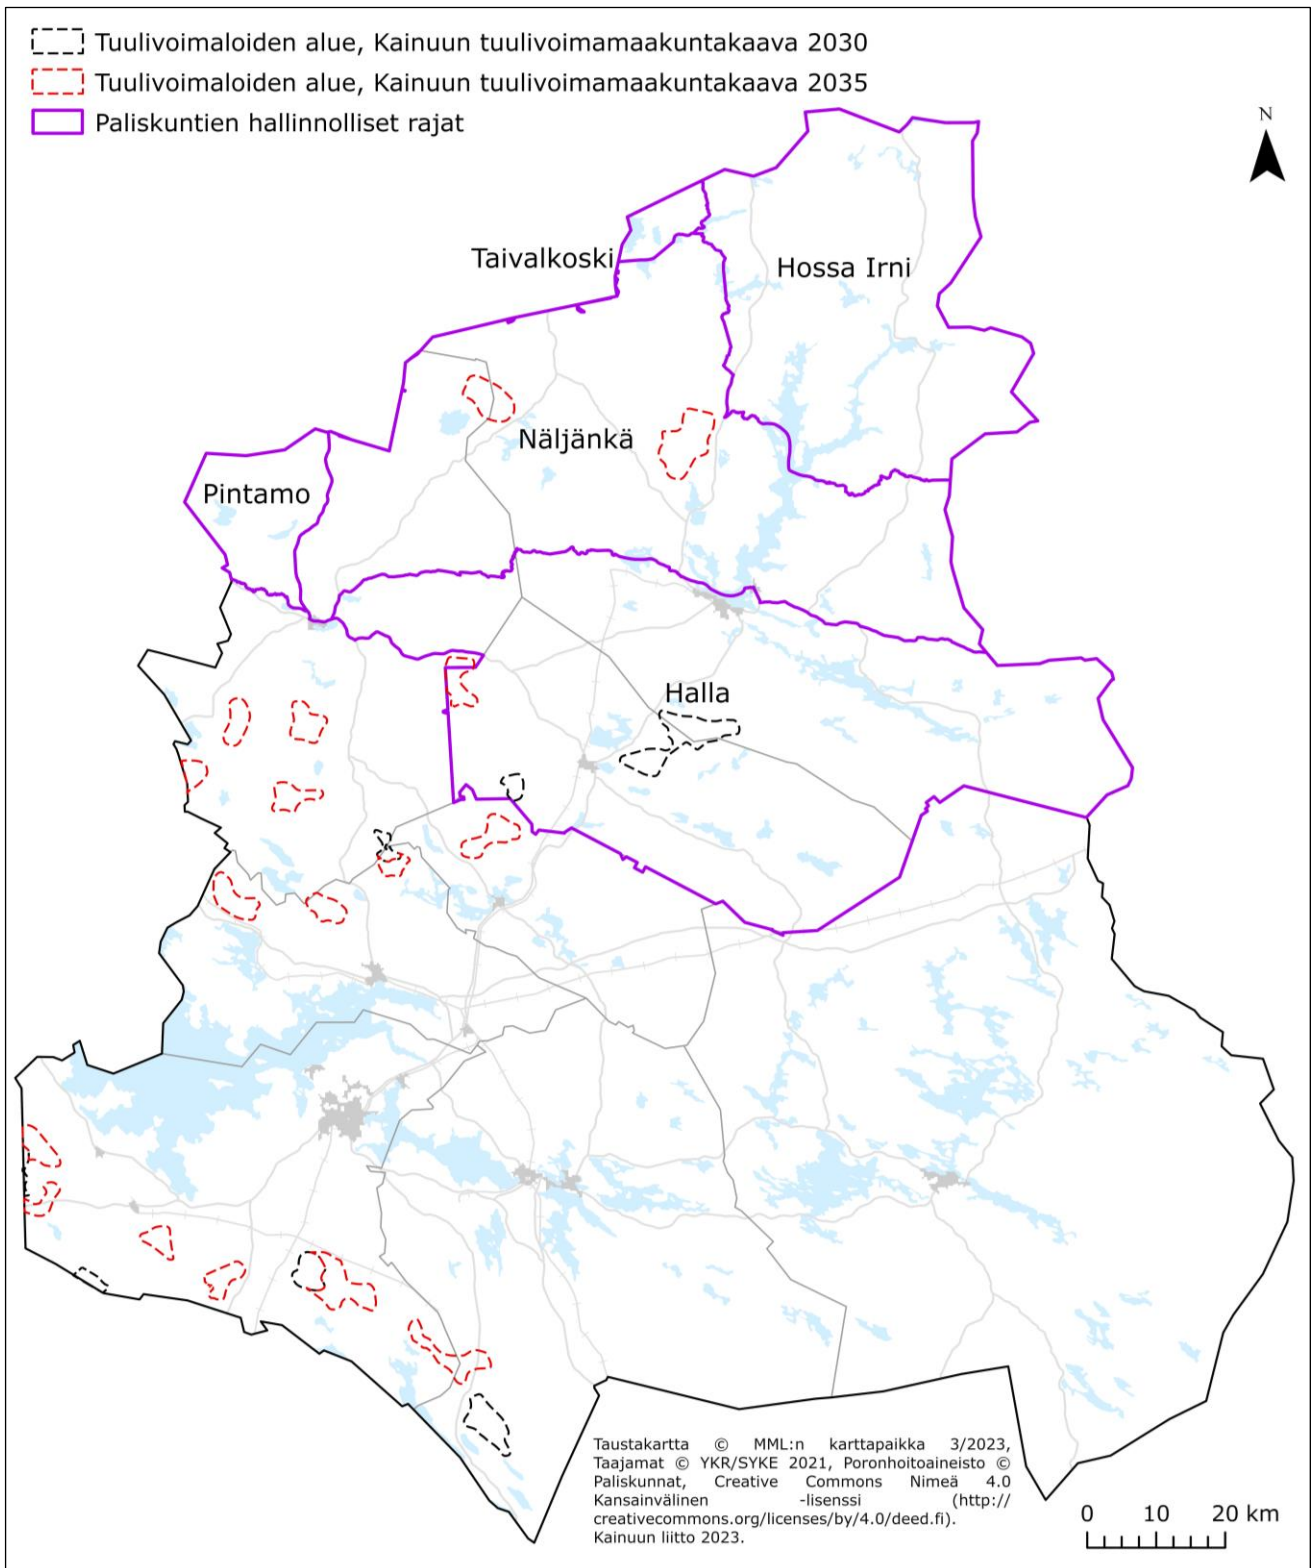 Tuulivoimaloiden alue, Kainuun tuulivoimamaakuntakaava 2030
Tuulivoimaloiden alue, Kainuun tuulivoimamaakuntakaava 2035
Paliskuntien hallinnolliset rajat
N
Taivalkoski
Hossa Irni
Näljänkä
Pintamo
Halla
Taustakartta © MML:n karttapaikka 3/2023,
Taajamat © YKR/SYKE 2021, Poronhoitoaineisto ©
Paliskunnat, Creative Commons Nimeä 4.0
Kansainvälinen -lisenssi (http://
creativecommons.org/licenses/by/4.0/deed.fi).
Kainuun liitto 2023.
0 10 20 km